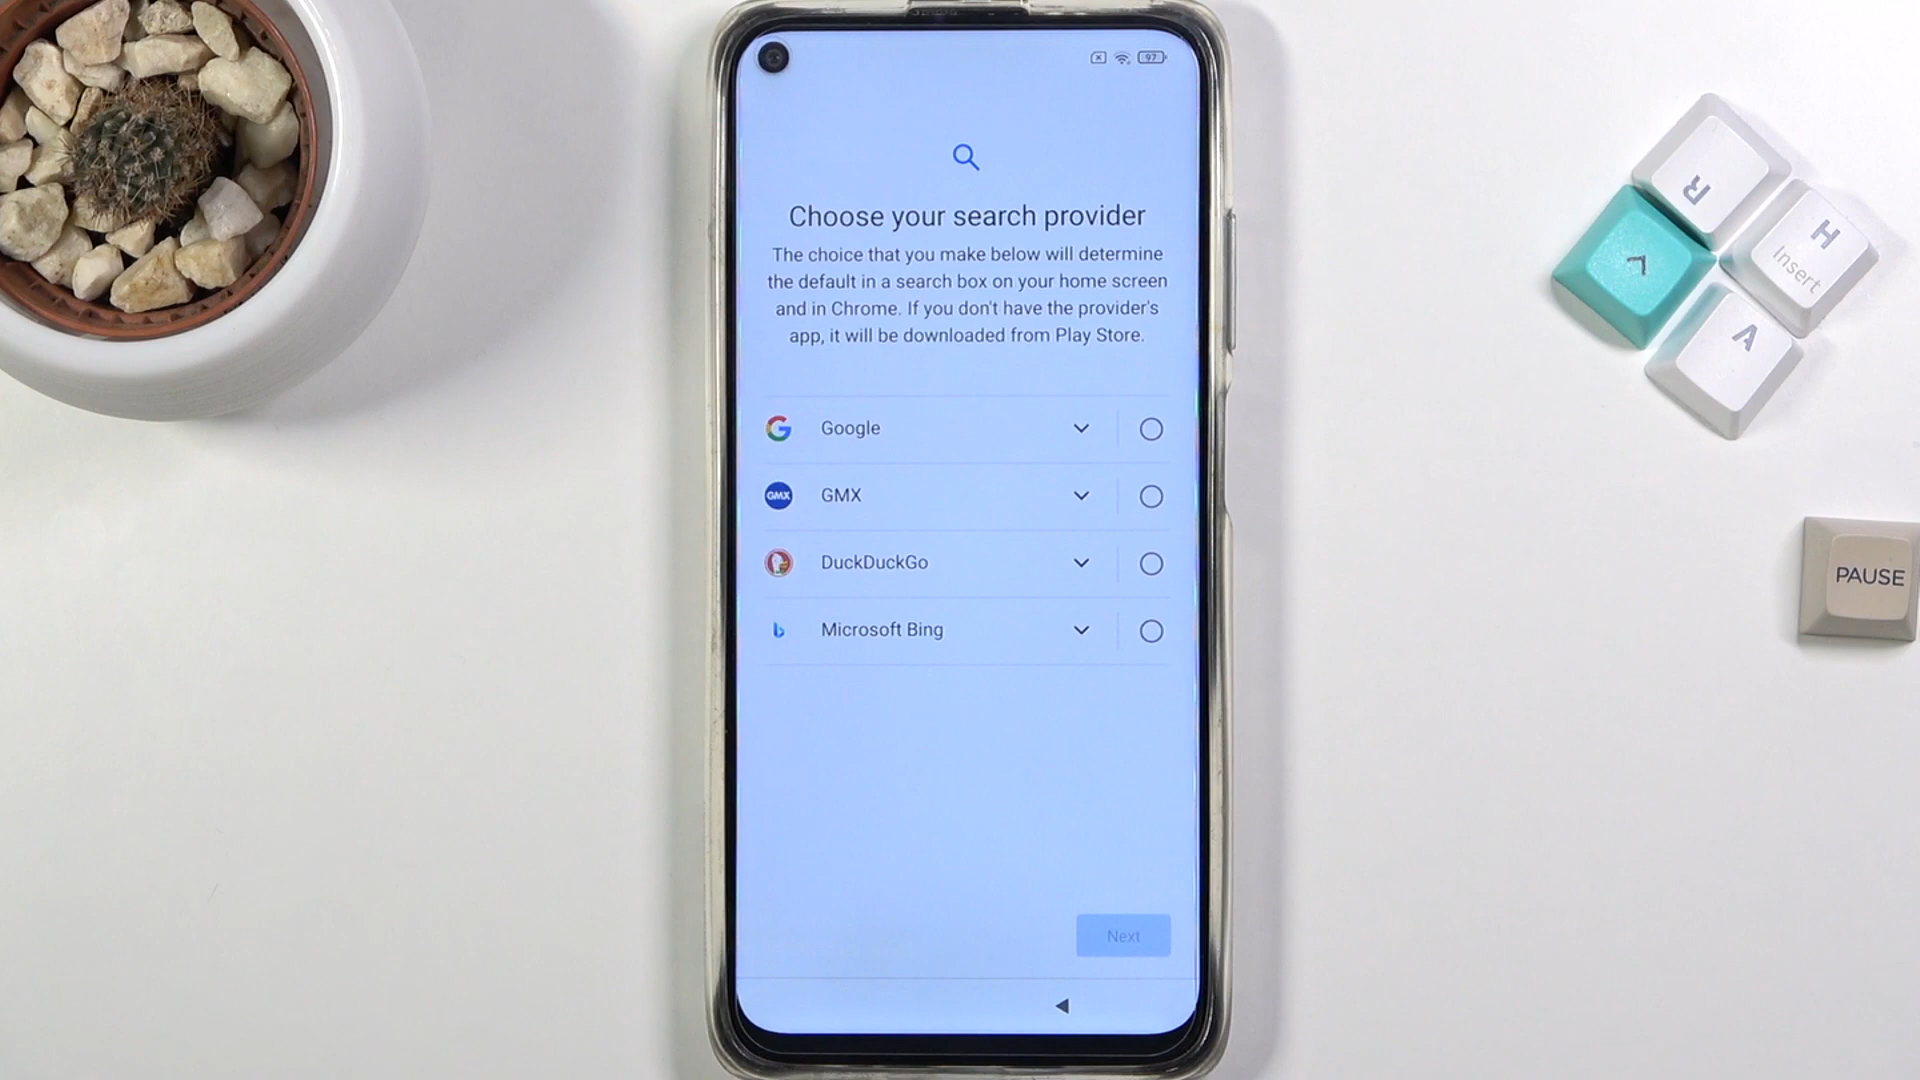 97
Choose your search provider
The choice that you make below will determine
the default in a search box on your home screen
and in Chrome. If you don't have the provider's
app, it will be downloaded from Play Store.
Google
GMX
GMX
DuckDuckGo
Microsoft Bing
Next
R
H
Insert
A
PAUSE